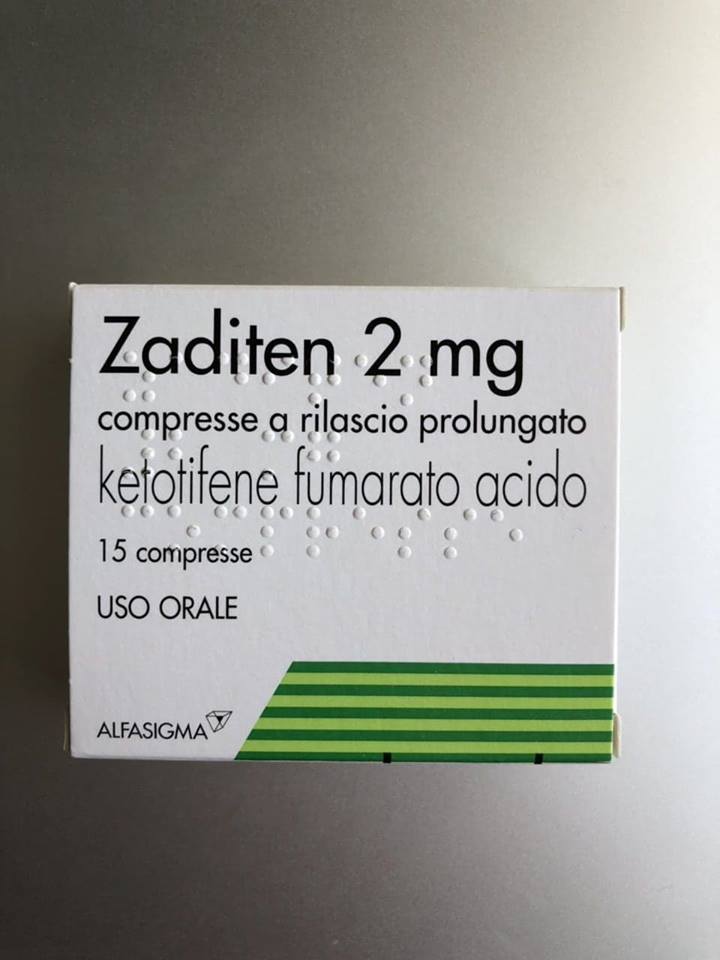 Zaditen 2 mg
compresse a rilascio prolungato
ketotifene fumarato acido
15 compresse
USO ORALE
ALFASIGMA